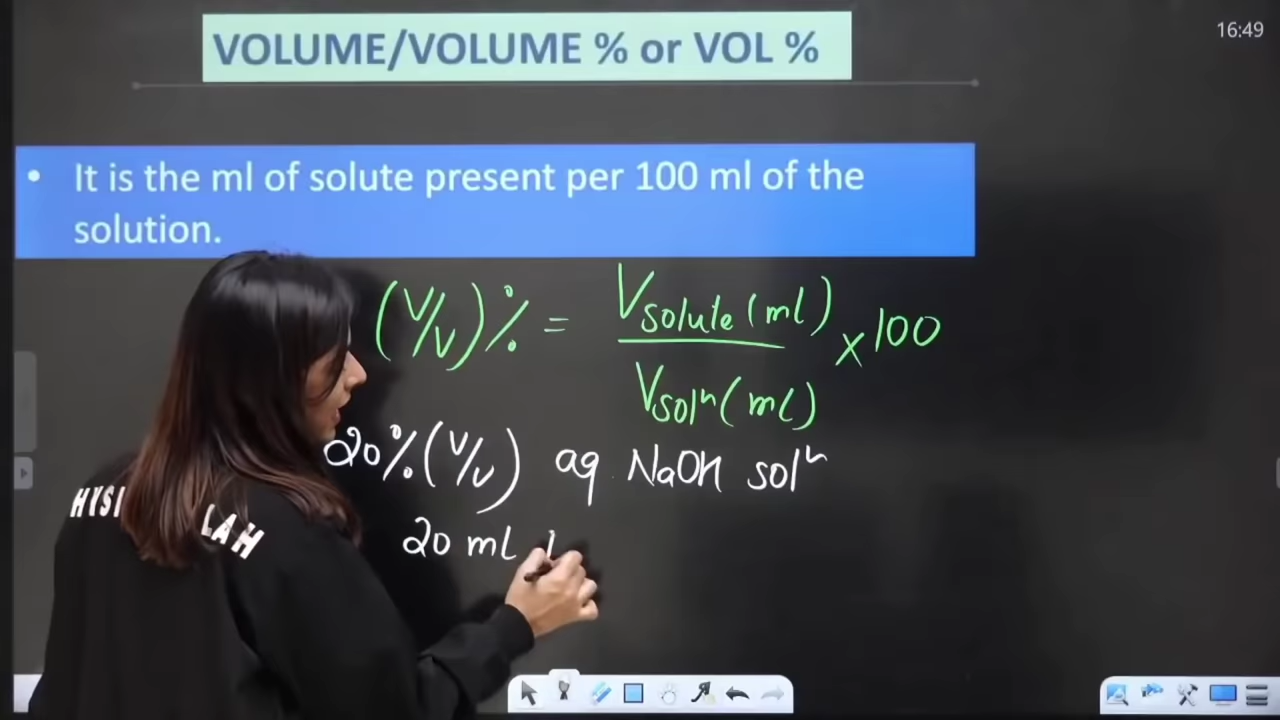 16:49
VOLUME/VOLUME % or VOL %
• It is the ml of solute present per 100 ml of the
solution.
(V/V)% = Vsolute (ml) / Vsolⁿ (ml) × 100
20% (V/V) aq. NaOH solⁿ
20 ml
LAH